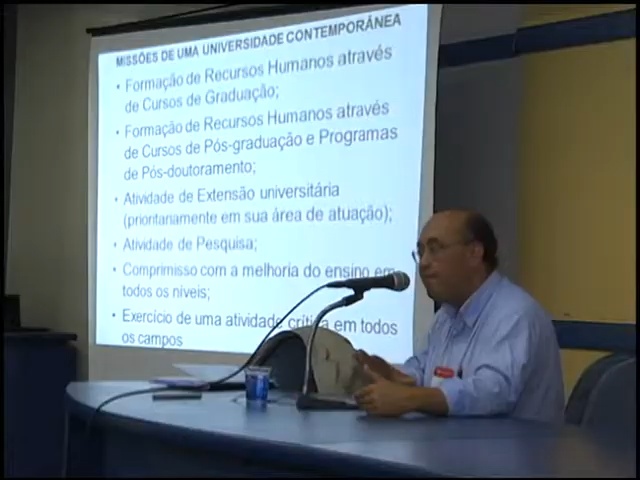 MISSÕES DE UMA UNIVERSIDADE CONTEMPORÂNEA
• Formação de Recursos Humanos através
de Cursos de Graduação;
• Formação de Recursos Humanos através
de Cursos de Pós-graduação e Programas
de Pós-doutoramento;
• Atividade de Extensão universitária
(prioritariamente em sua área de atuação);
• Atividade de Pesquisa;
• Comprimisso com a melhoria do ensino em
todos os níveis;
• Exercício de uma atividade crítica em todos
os campos